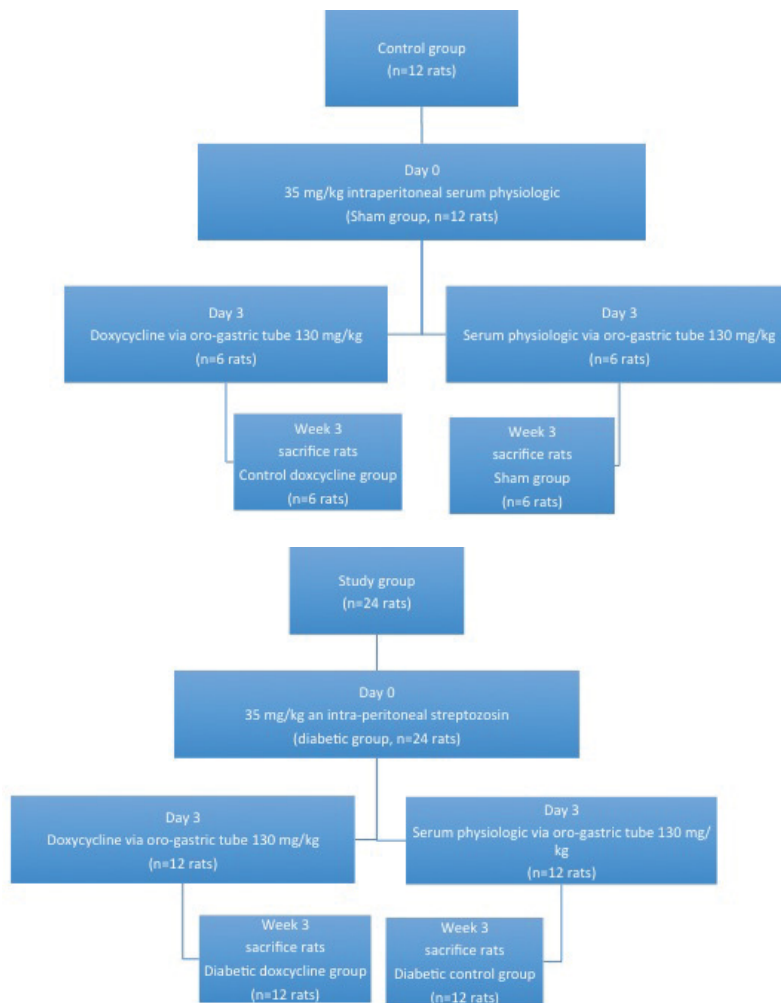 Control group
(n=12 rats)
Day 0
35 mg/kg intraperitoneal serum physiologic
(Sham group, n=12 rats)
Day 3
Doxycycline via oro-gastric tube 130 mg/kg
(n=6 rats)
Day 3
Serum physiologic via oro-gastric tube 130 mg/kg
(n=6 rats)
Week 3
sacrifice rats
Control doxcycline group
(n=6 rats)
Week 3
sacrifice rats
Sham group
(n=6 rats)
Study group
(n=24 rats)
Day 0
35 mg/kg an intra-peritoneal streptozosin
(diabetic group, n=24 rats)
Day 3
Doxycycline via oro-gastric tube 130 mg/kg
(n=12 rats)
Day 3
Serum physiologic via oro-gastric tube 130 mg/
kg
(n=12 rats)
Week 3
sacrifice rats
Diabetic doxcycline group
(n=12 rats)
Week 3
sacrifice rats
Diabetic control group
(n=12 rats)